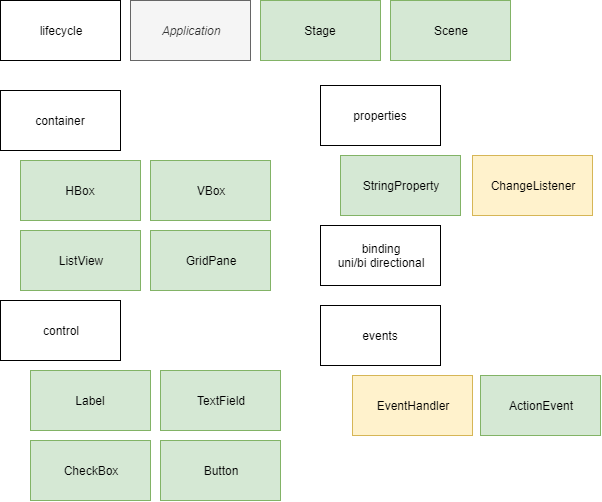 lifecycle
Application
Stage
Scene
container
properties
HBox
VBox
StringProperty
ChangeListener
ListView
GridPane
binding
uni/bi directional
control
events
Label
TextField
EventHandler
ActionEvent
CheckBox
Button